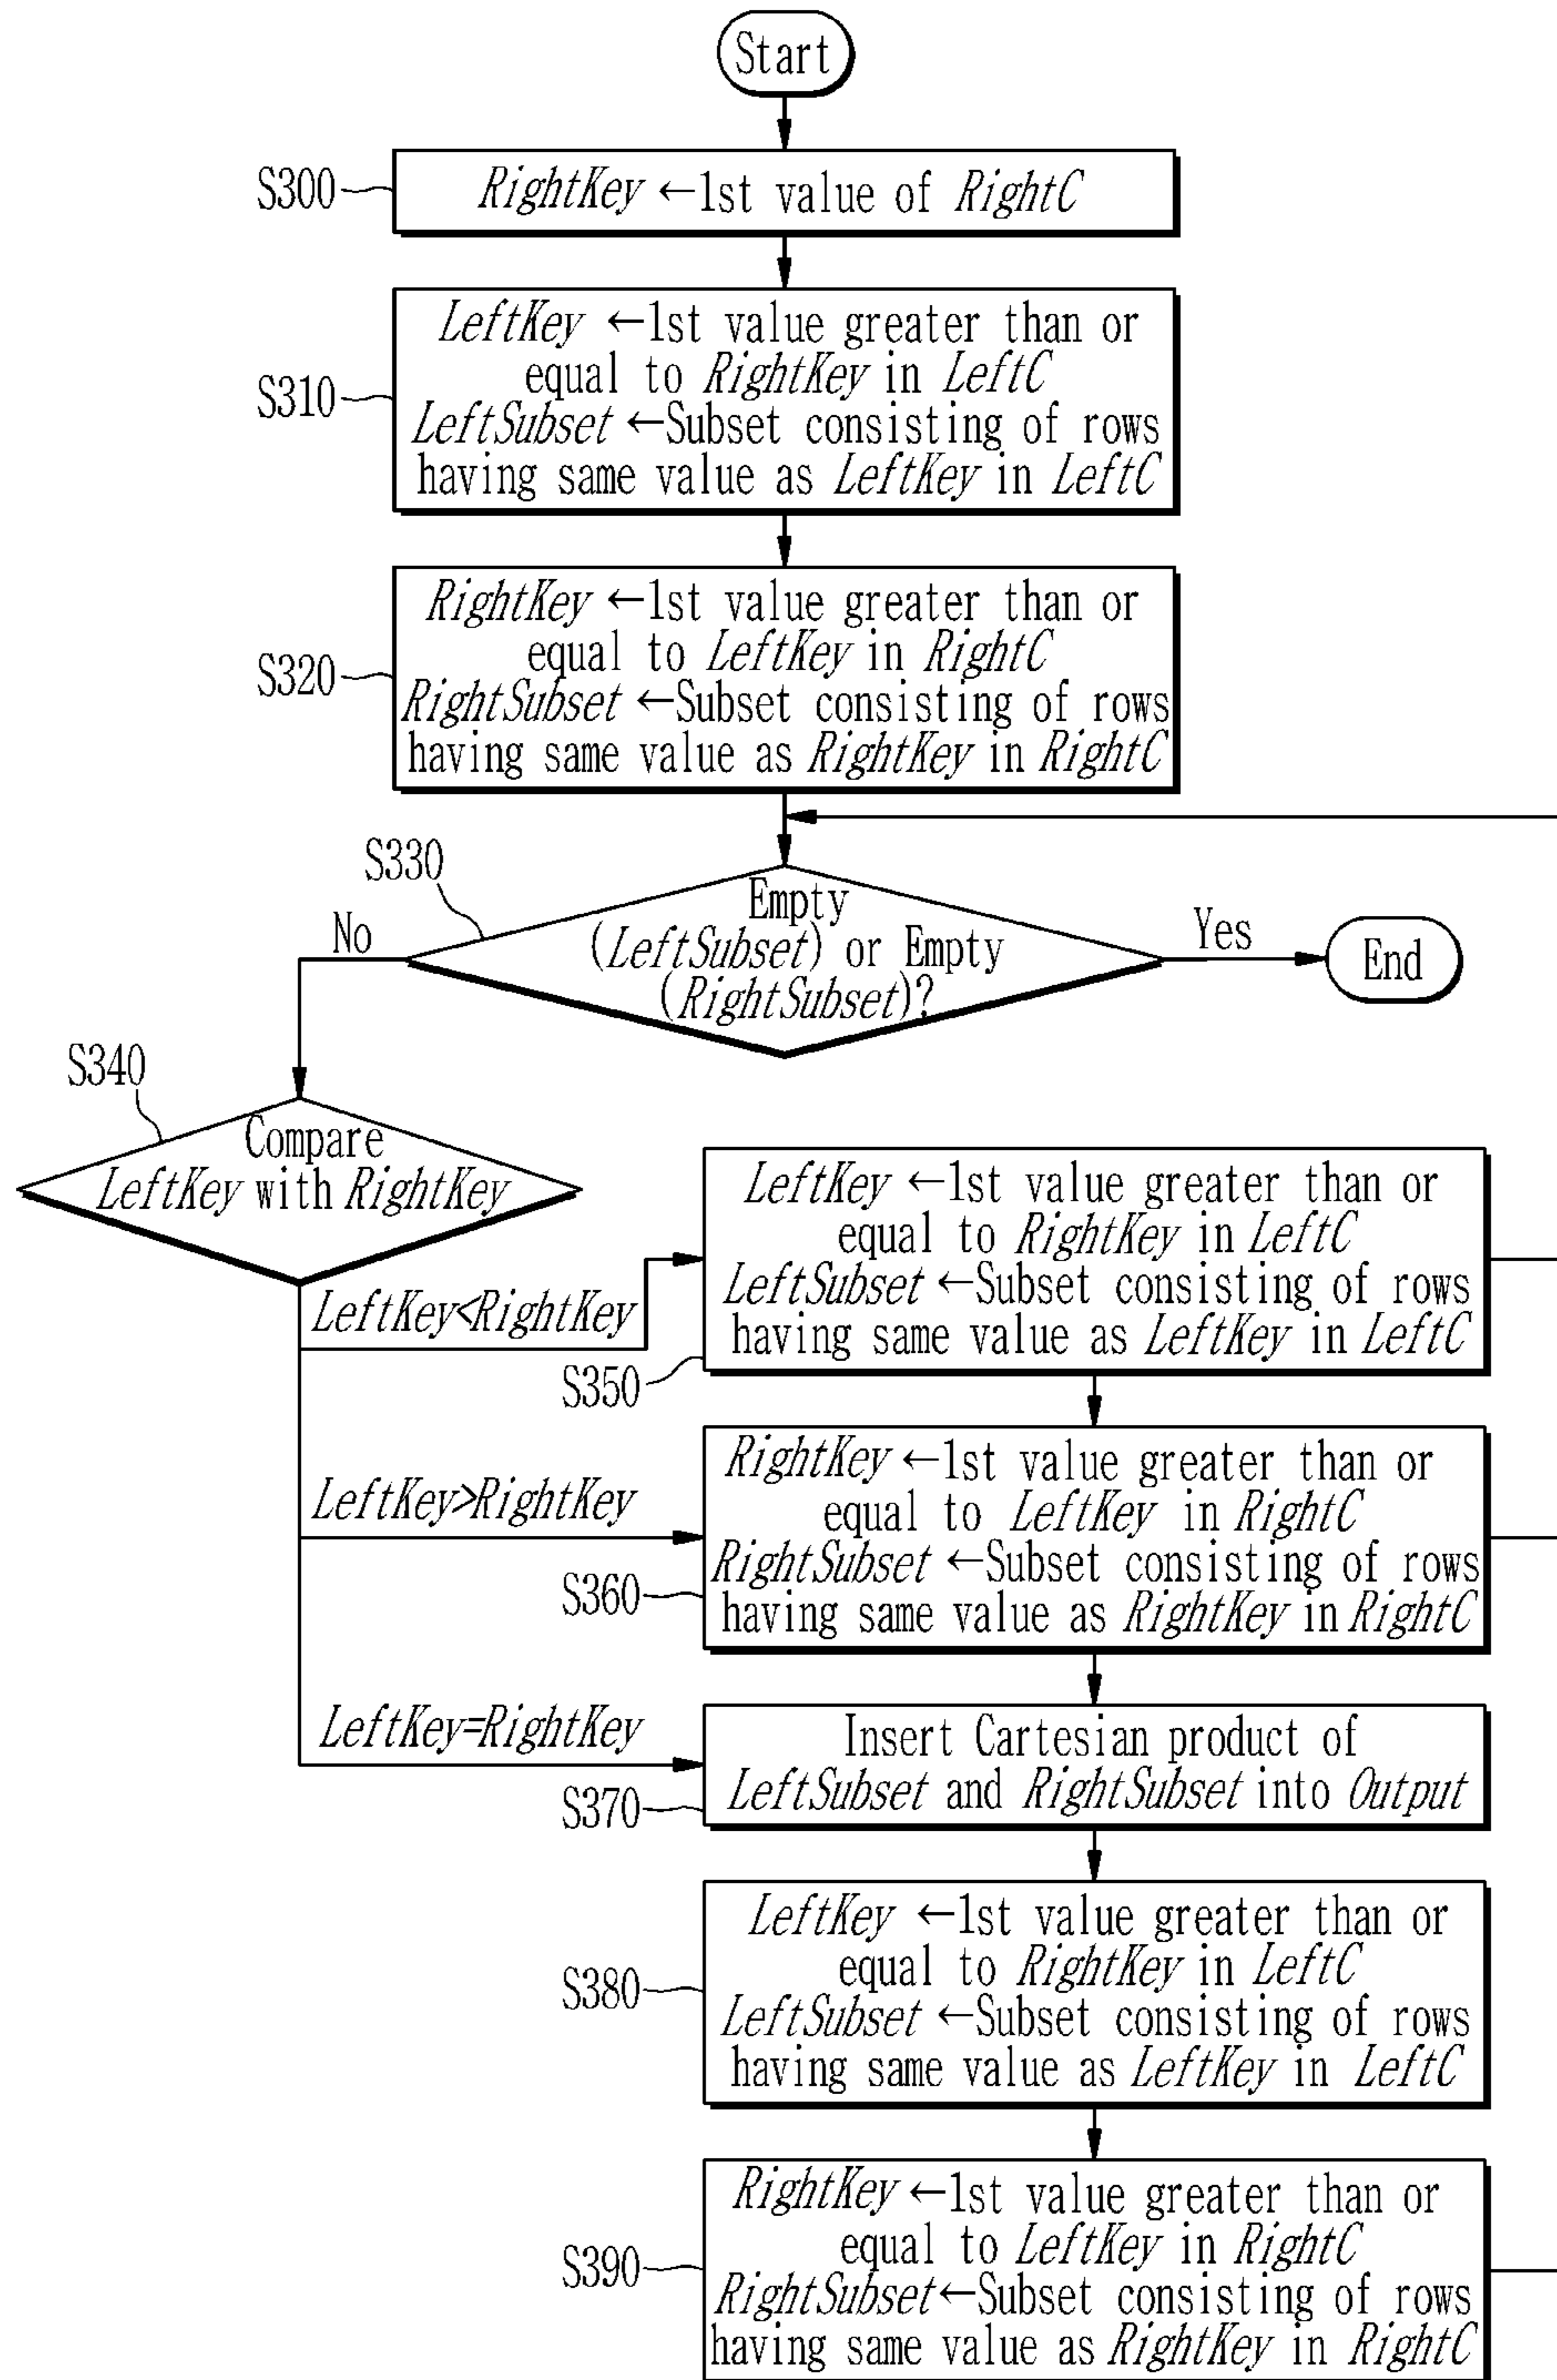 Start
S300
RightKey ←1st value of RightC
S310
LeftKey ←1st value greater than or
equal to RightKey in LeftC
LeftSubset ←Subset consisting of rows
having same value as LeftKey in LeftC
S320
RightKey ←1st value greater than or
equal to LeftKey in RightC
RightSubset ←Subset consisting of rows
having same value as RightKey in RightC
S330
Empty
(LeftSubset) or Empty
(RightSubset)?
No
Yes
End
S340
Compare
LeftKey with RightKey
LeftKey<RightKey
LeftKey ←1st value greater than or
equal to RightKey in LeftC
LeftSubset ←Subset consisting of rows
having same value as LeftKey in LeftC
S350
LeftKey>RightKey
RightKey ←1st value greater than or
equal to LeftKey in RightC
RightSubset ←Subset consisting of rows
having same value as RightKey in RightC
S360
LeftKey=RightKey
Insert Cartesian product of
LeftSubset and RightSubset into Output
S370
LeftKey ←1st value greater than or
equal to RightKey in LeftC
LeftSubset ←Subset consisting of rows
having same value as LeftKey in LeftC
S380
RightKey ←1st value greater than or
equal to LeftKey in RightC
RightSubset←Subset consisting of rows
having same value as RightKey in RightC
S390